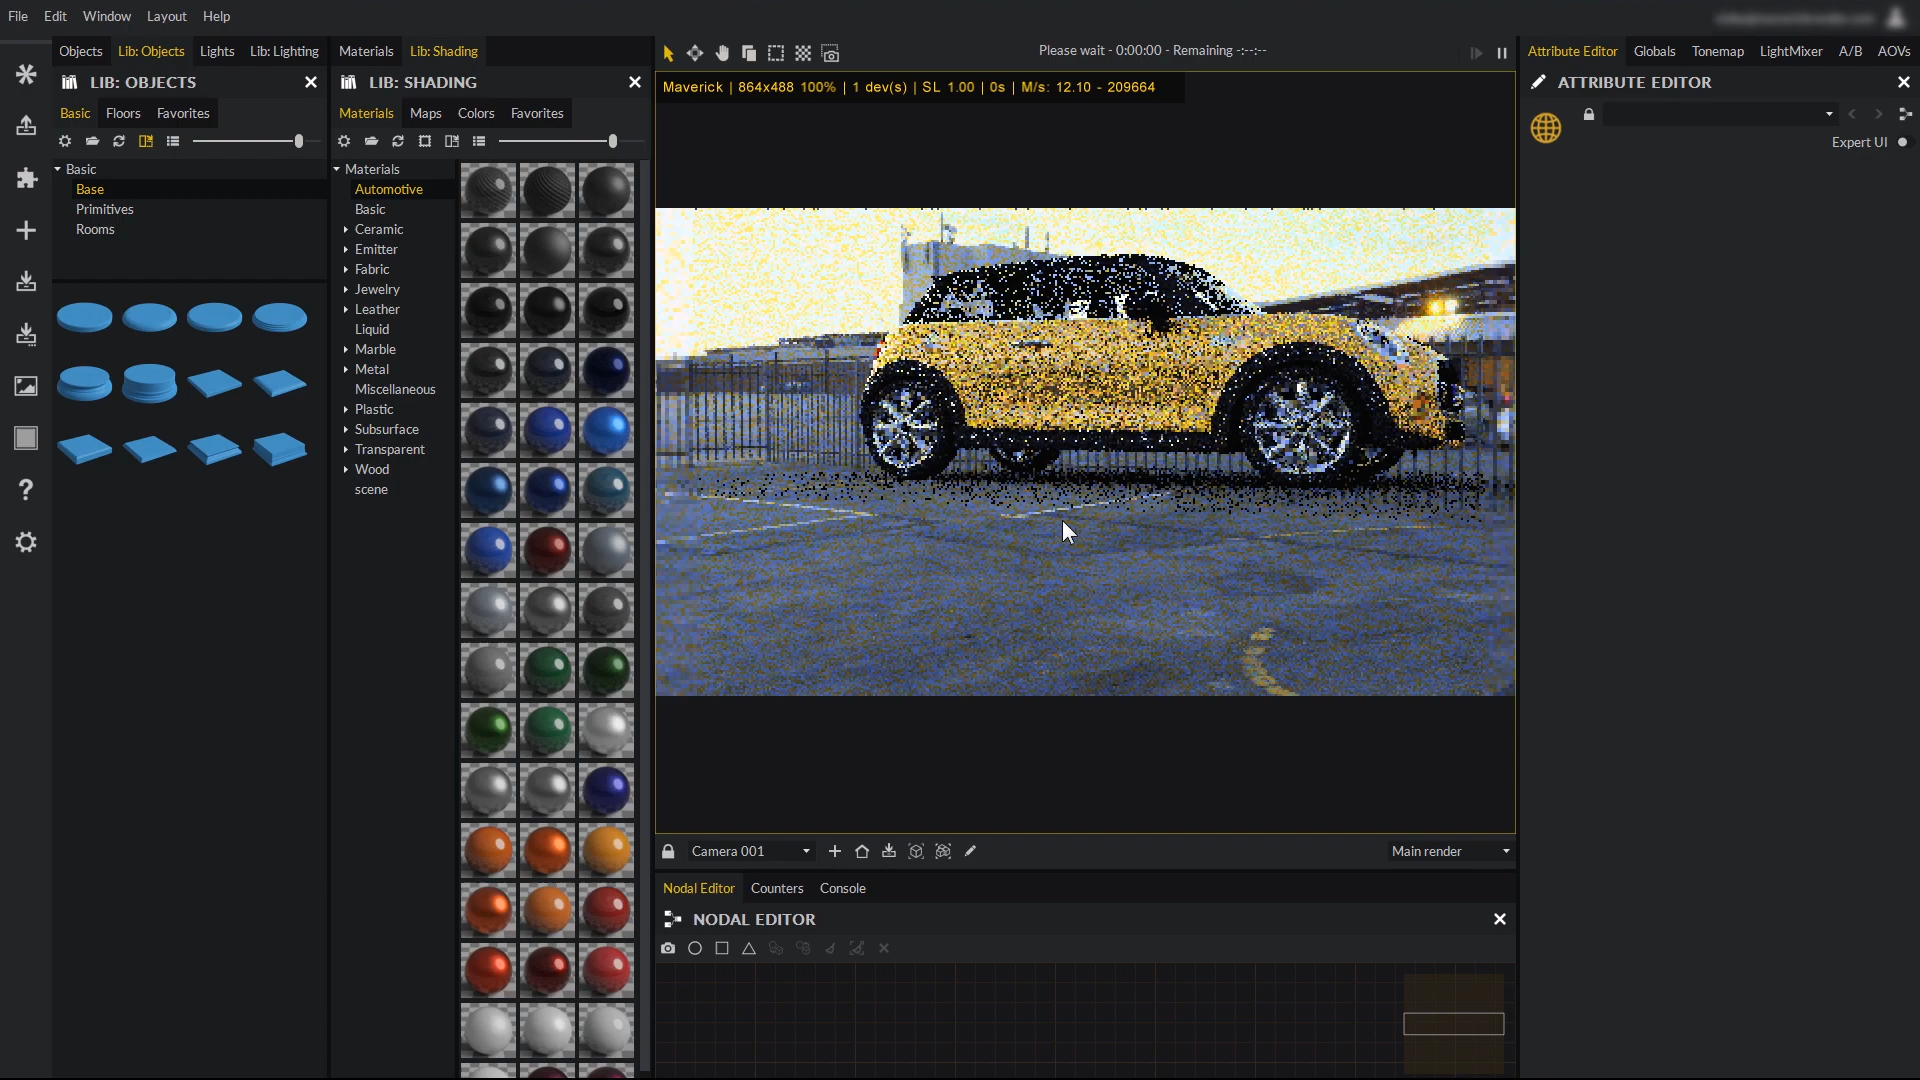 File Edit Window Layout Help
Objects Lib: Objects Lights Lib: Lighting
LIB: OBJECTS
Basic Floors Favorites
Basic
Base
Primitives
Rooms
Materials Lib: Shading
LIB: SHADING
Materials Maps Colors Favorites
Materials
Automotive
Basic
Ceramic
Emitter
Fabric
Jewelry
Leather
Liquid
Marble
Metal
Miscellaneous
Plastic
Subsurface
Transparent
Wood
scene
Please wait - 0:00:00 - Remaining -:--:--
Maverick | 864x488 100% | 1 dev(s) | SL 1.00 | 0s | M/s: 12.10 - 209664
Camera 001
Main render
Nodal Editor Counters Console
NODAL EDITOR
Attribute Editor Globals Tonemap LightMixer A/B AOVs
ATTRIBUTE EDITOR
Expert UI